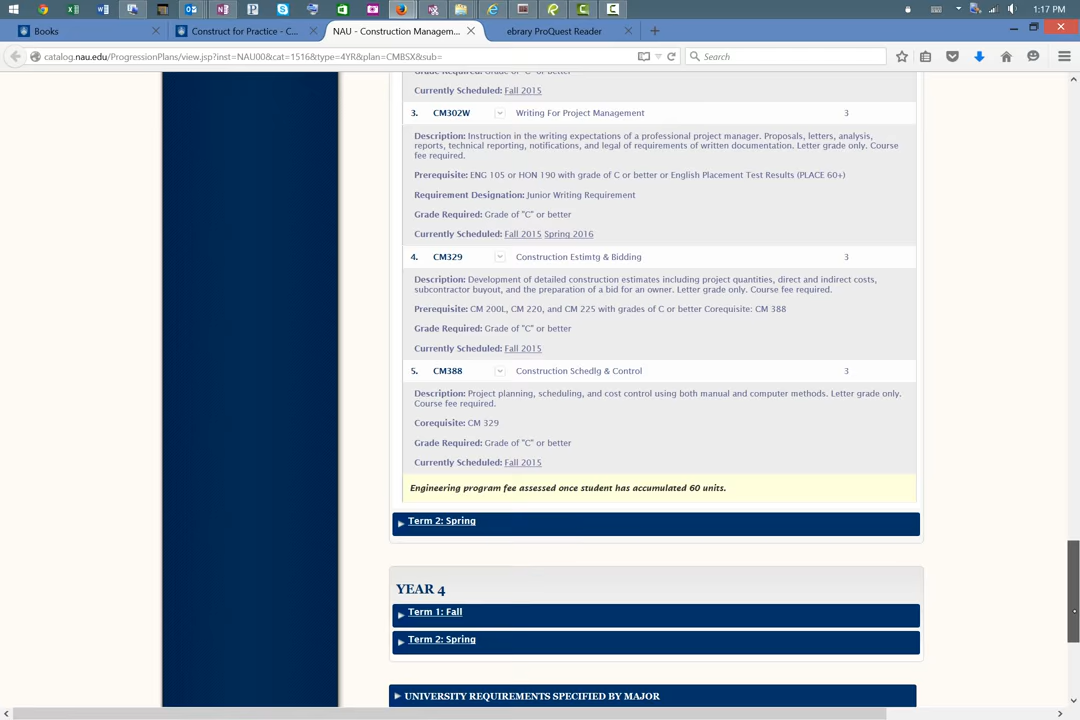 1:17 PM
Books
Construct for Practice - C...
NAU - Construction Managem...
ebrary ProQuest Reader
catalog.nau.edu/ProgressionPlans/view.jsp?inst=NAU00&cat=1516&type=4YR&plan=CMBSX&sub=
Search
Grade Required: Grade of "C" or better
Currently Scheduled: Fall 2015
3. CM302W Writing For Project Management 3
Description: Instruction in the writing expectations of a professional project manager. Proposals, letters, analysis,
reports, technical reporting, notifications, and legal of requirements of written documentation. Letter grade only. Course
fee required.
Prerequisite: ENG 105 or HON 190 with grade of C or better or English Placement Test Results (PLACE 60+)
Requirement Designation: Junior Writing Requirement
Grade Required: Grade of "C" or better
Currently Scheduled: Fall 2015 Spring 2016
4. CM329 Construction Estimtg & Bidding 3
Description: Development of detailed construction estimates including project quantities, direct and indirect costs,
subcontractor buyout, and the preparation of a bid for an owner. Letter grade only. Course fee required.
Prerequisite: CM 200L, CM 220, and CM 225 with grades of C or better Corequisite: CM 388
Grade Required: Grade of "C" or better
Currently Scheduled: Fall 2015
5. CM388 Construction Schedlg & Control 3
Description: Project planning, scheduling, and cost control using both manual and computer methods. Letter grade only.
Course fee required.
Corequisite: CM 329
Grade Required: Grade of "C" or better
Currently Scheduled: Fall 2015
Engineering program fee assessed once student has accumulated 60 units.
Term 2: Spring
YEAR 4
Term 1: Fall
Term 2: Spring
UNIVERSITY REQUIREMENTS SPECIFIED BY MAJOR